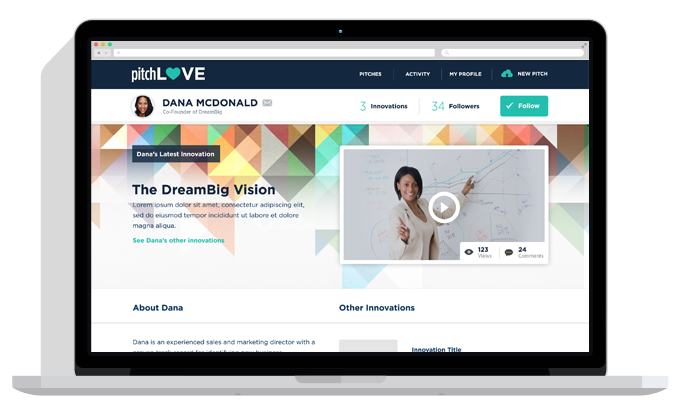 pitchLOVE
PITCHES
ACTIVITY
MY PROFILE
NEW PITCH
DANA MCDONALD
Co-Founder of DreamBig
3 Innovations
34 Followers
Follow
Dana's Latest Innovation
The DreamBig Vision
Lorem ipsum dolor sit amet, consectetur adipiscing elit,
sed do eiusmod tempor incididunt ut labore et dolore
magna aliqua.
See Dana's other innovations
123
Views
24
Comments
About Dana
Other Innovations
Dana is an experienced sales and marketing director with a
Innovation Title